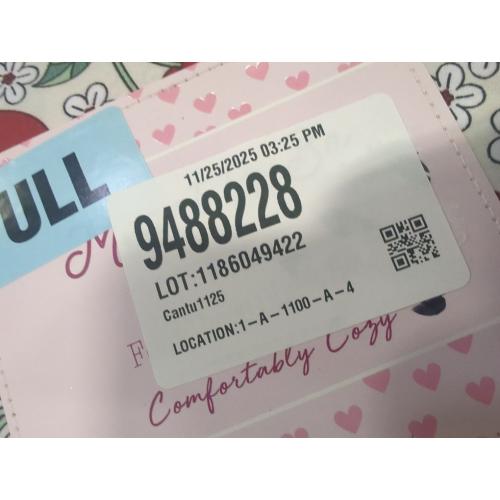 ULL
11/25/2025 03:25 PM
9488228
LOT:1186049422
Cantu1125
LOCATION:1-A-1100-A-4
Comfortably Cozy